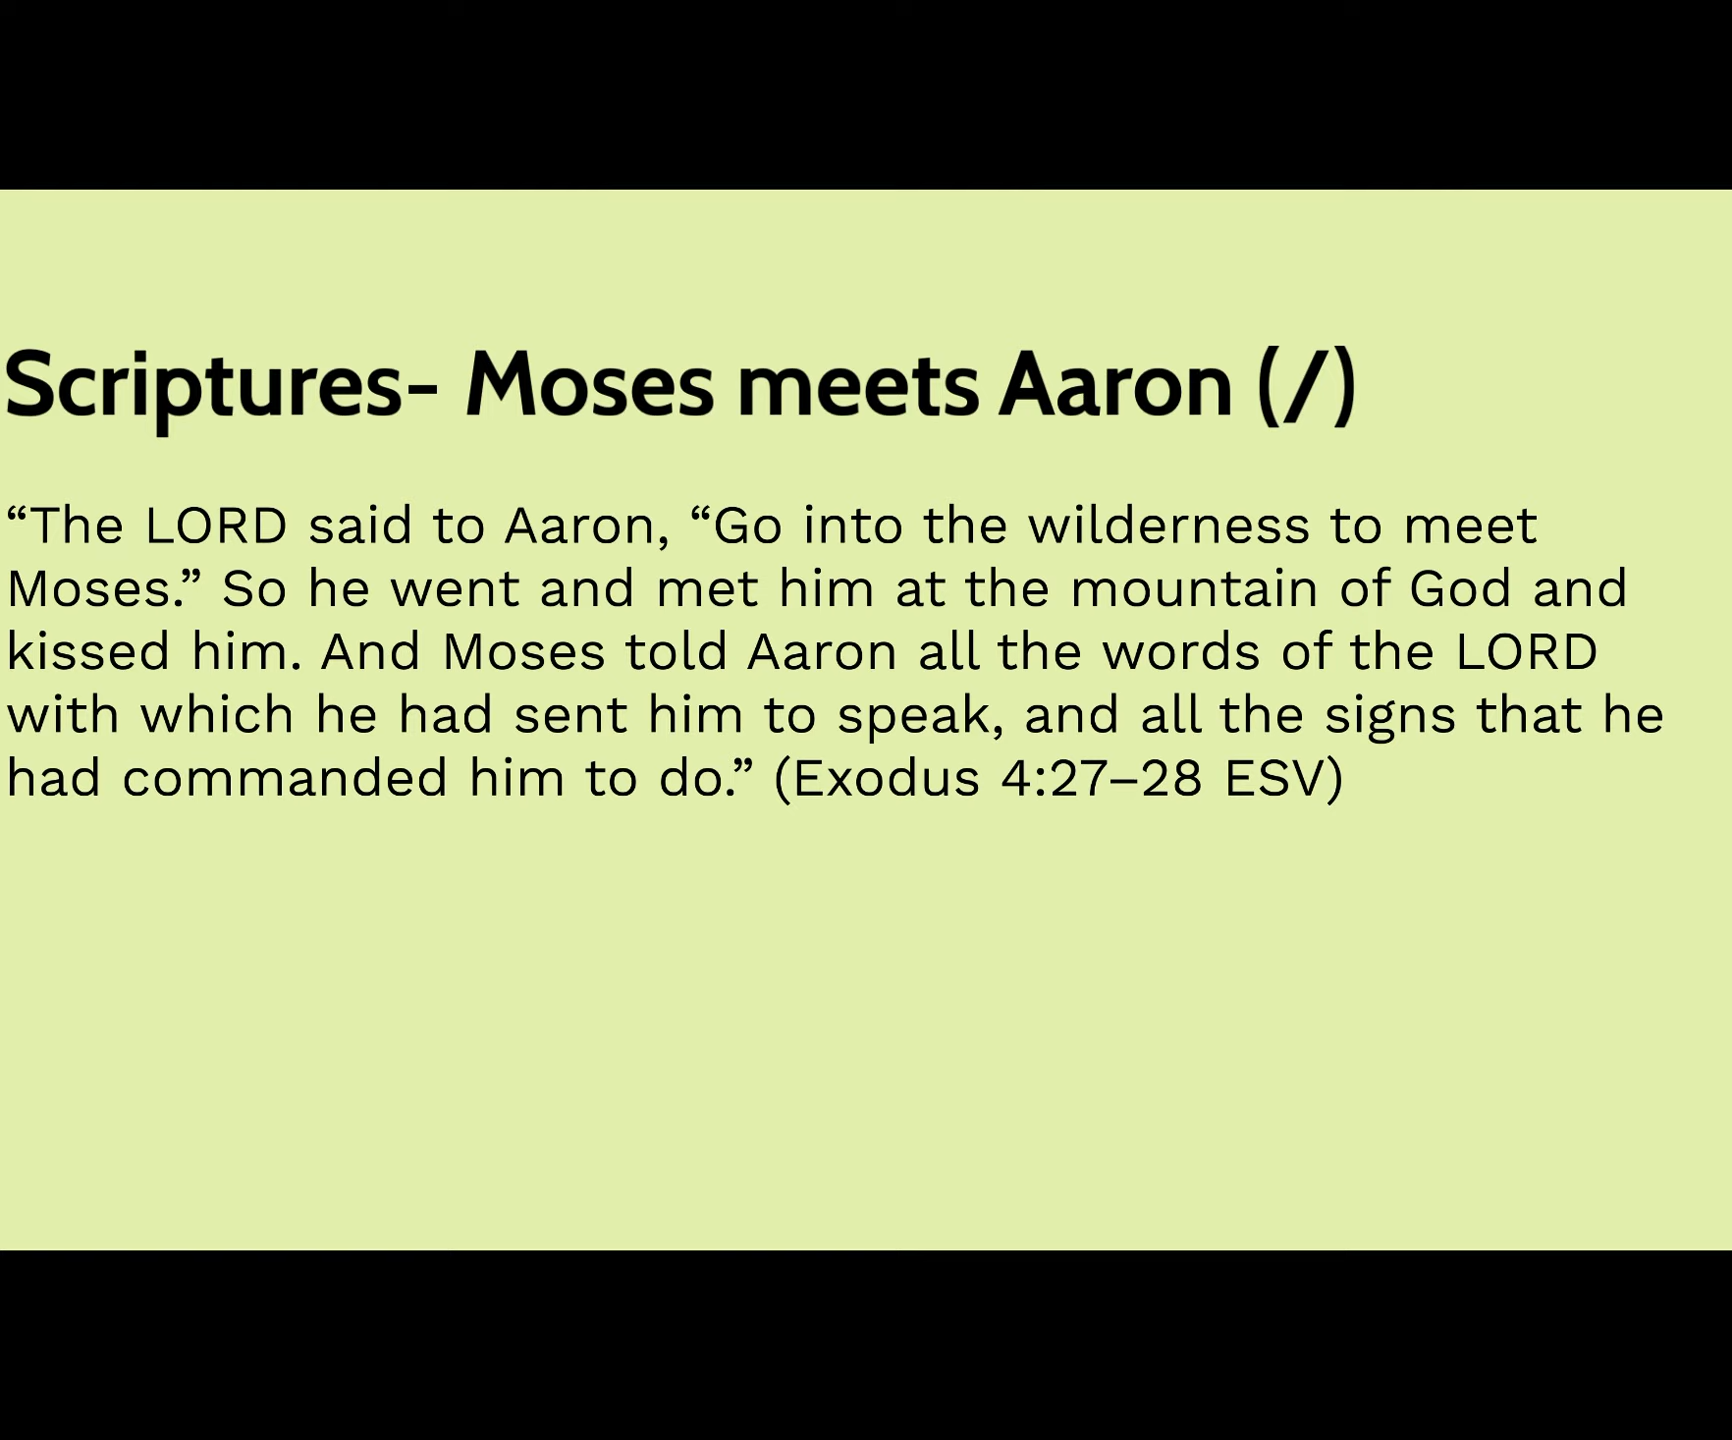 Scriptures- Moses meets Aaron (/)
“The LORD said to Aaron, “Go into the wilderness to meet
Moses.” So he went and met him at the mountain of God and
kissed him. And Moses told Aaron all the words of the LORD
with which he had sent him to speak, and all the signs that he
had commanded him to do.” (Exodus 4:27–28 ESV)